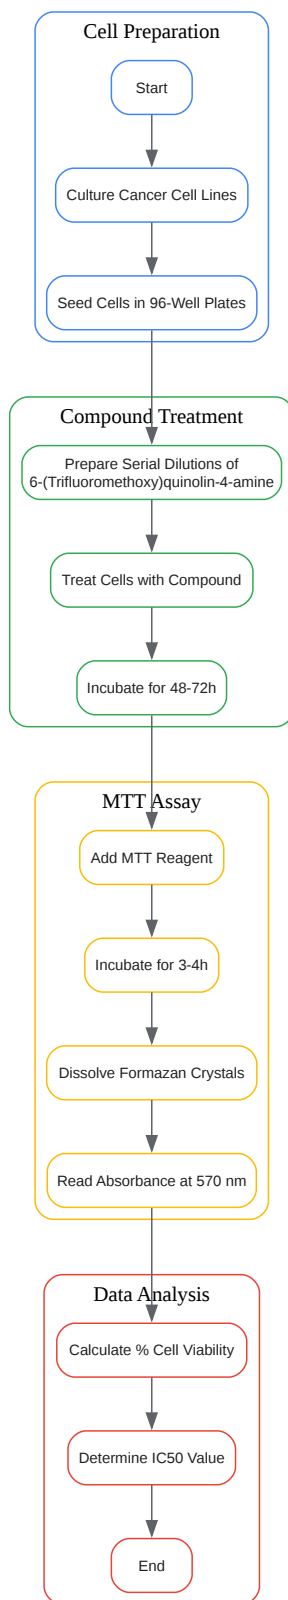 Cell Preparation
Start
Culture Cancer Cell Lines
Seed Cells in 96-Well Plates
Compound Treatment
Prepare Serial Dilutions of
6-(Trifluoromethoxy)quinolin-4-amine
Treat Cells with Compound
Incubate for 48-72h
MTT Assay
Add MTT Reagent
Incubate for 3-4h
Dissolve Formazan Crystals
Read Absorbance at 570 nm
Data Analysis
Calculate % Cell Viability
Determine IC50 Value
End